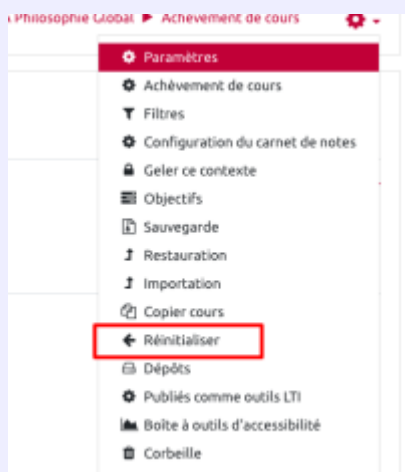 Philosophie Global ▶ Achèvement de cours
Paramètres
Achèvement de cours
Filtres
Configuration du carnet de notes
Geler ce contexte
Objectifs
Sauvegarde
Restauration
Importation
Copier cours
Réinitialiser
Dépôts
Publiés comme outils LTI
Boîte à outils d'accessibilité
Corbeille